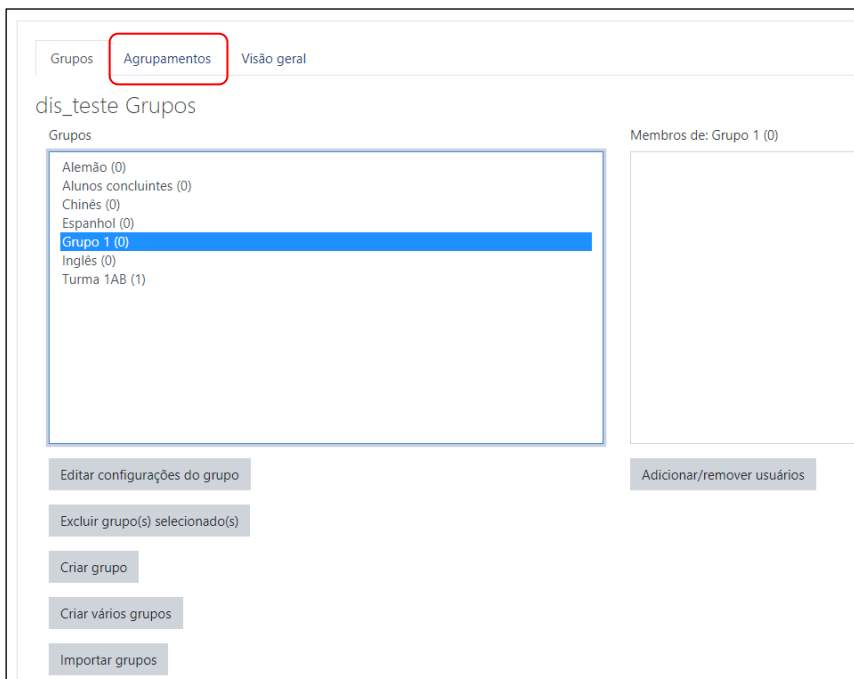 Grupos Agrupamentos Visão geral
dis_teste Grupos
Grupos
Alemão (0)
Alunos concluintes (0)
Chinês (0)
Espanhol (0)
Grupo 1 (0)
Inglês (0)
Turma 1AB (1)
Editar configurações do grupo
Excluir grupo(s) selecionado(s)
Criar grupo
Criar vários grupos
Importar grupos
Membros de: Grupo 1 (0)
Adicionar/remover usuários